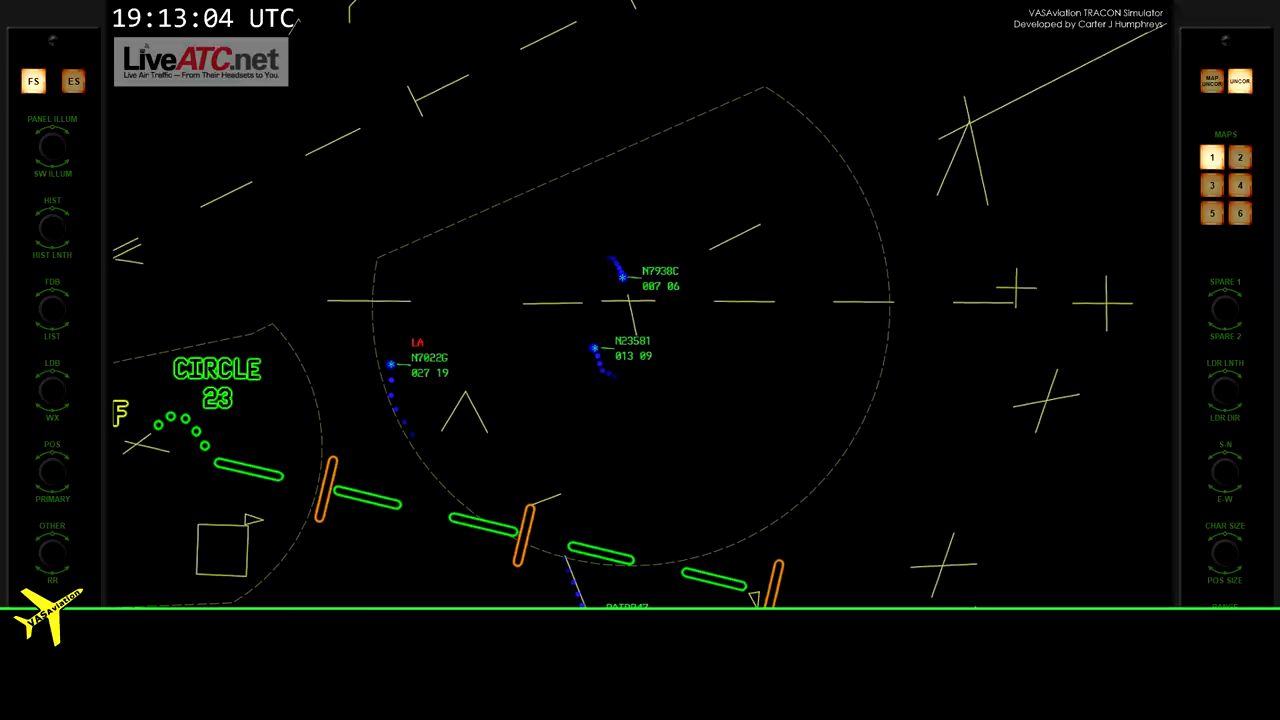 19:13:04 UTC
LiveATC.net
Live Air Traffic – From Their Headsets to You.
VASAviation TRACON Simulator
Developed by Carter J Humphreys
FS
ES
PANEL ILLUM
SW ILLUM
HIST
HIST LNTH
FDB
LIST
LDB
WX
POS
PRIMARY
OTHER
RR
MAP UNCOR
UNCOR
MAPS
1
2
3
4
5
6
SPARE 1
SPARE 2
LDR LNTH
LDR DIR
S-N
E-W
CHAR SIZE
POS SIZE
N7938C
007 06
N23581
013 09
LA
N7022G
027 19
CIRCLE
23
F
VASAviation